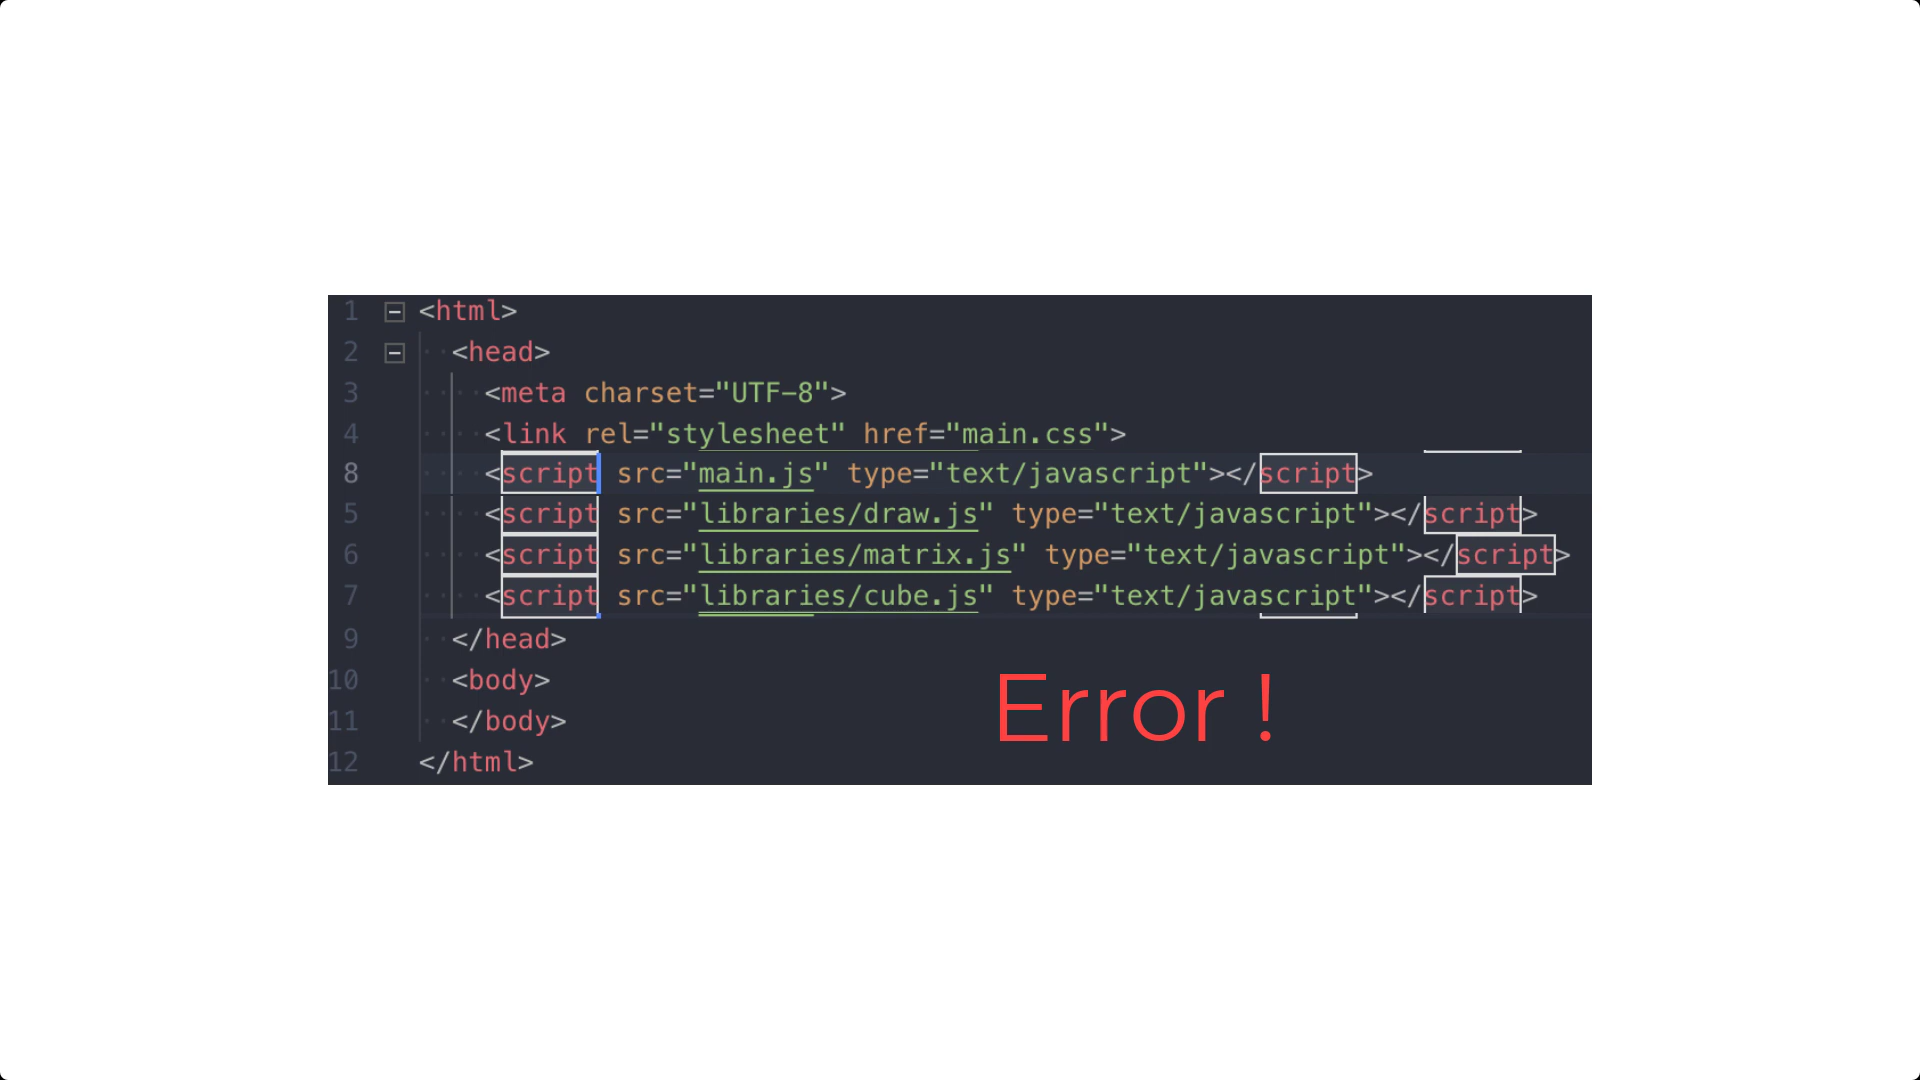 1 <html>
2 <head>
3 <meta charset="UTF-8">
4 <link rel="stylesheet" href="main.css">
8 <script src="main.js" type="text/javascript"></script>
5 <script src="libraries/draw.js" type="text/javascript"></script>
6 <script src="libraries/matrix.js" type="text/javascript"></script>
7 <script src="libraries/cube.js" type="text/javascript"></script>
9 </head>
10 <body>
11 </body>
12 </html>
Error !